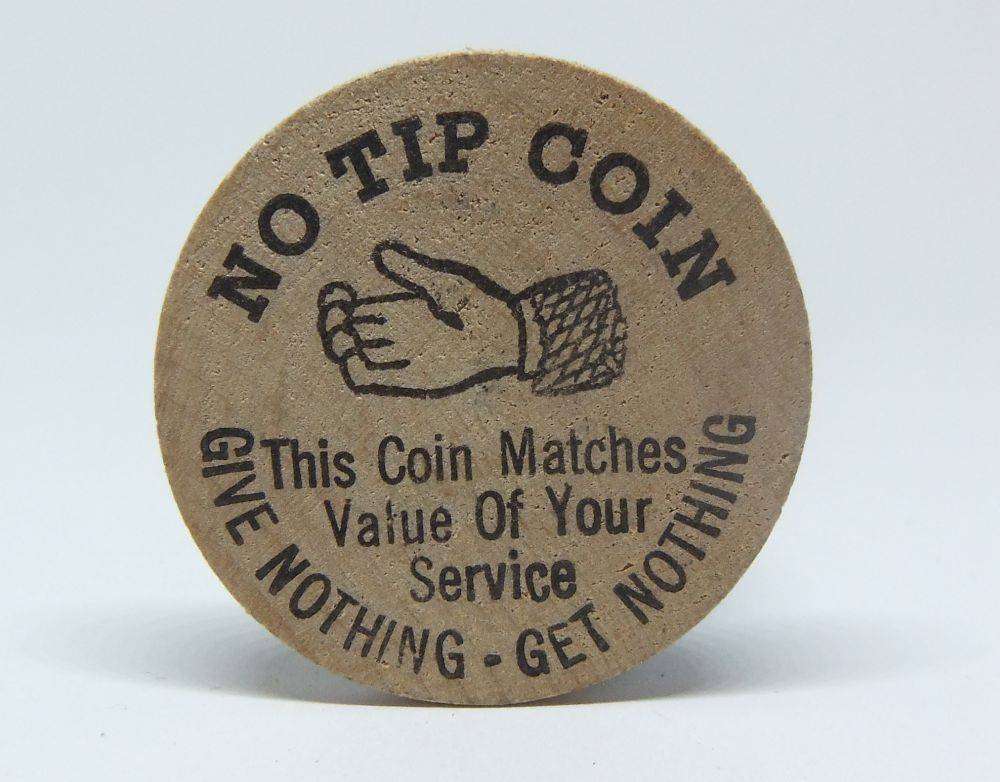 NO TIP COIN
This Coin Matches
Value Of Your
Service
GIVE NOTHING - GET NOTHING